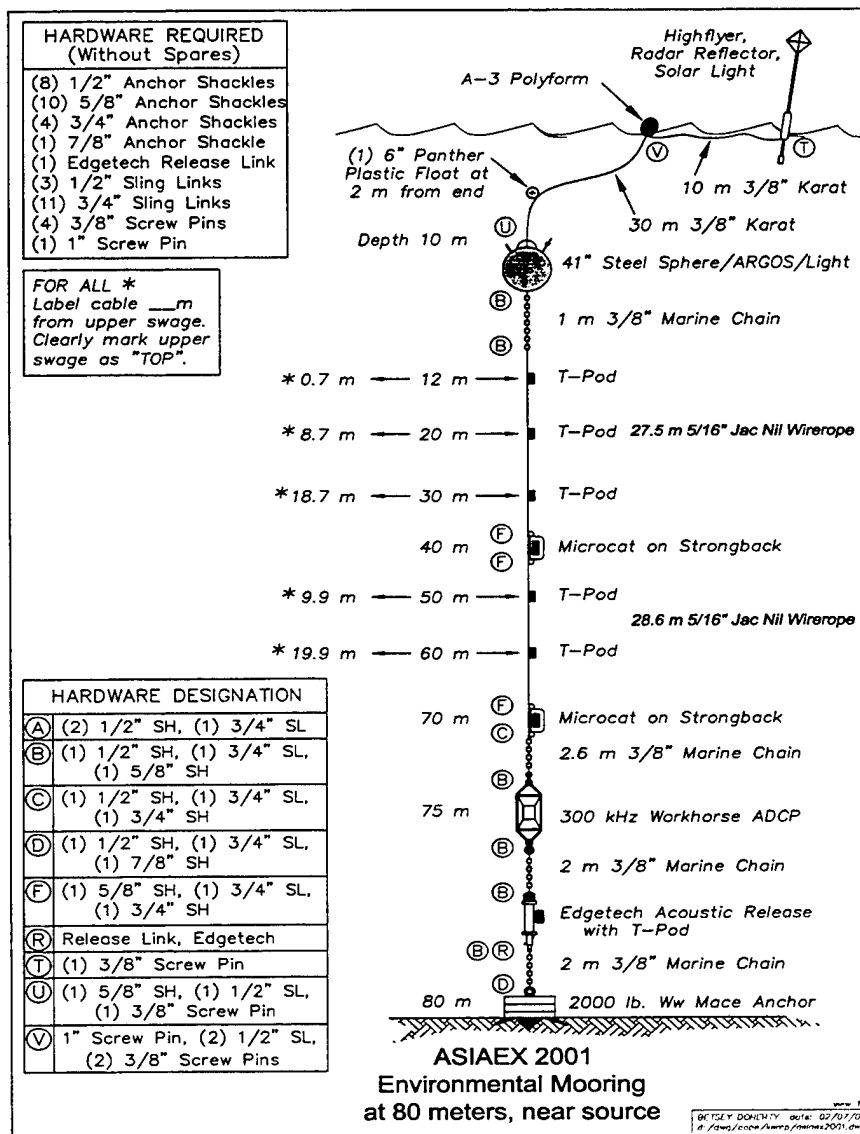 HARDWARE REQUIRED
(Without Spares)
(8) 1/2" Anchor Shackles
(10) 5/8" Anchor Shackles
(4) 3/4" Anchor Shackles
(1) 7/8" Anchor Shackle
(1) Edgetech Release Link
(3) 1/2" Sling Links
(11) 3/4" Sling Links
(4) 3/8" Screw Pins
(1) 1" Screw Pin
FOR ALL *
Label cable ___m
from upper swage.
Clearly mark upper
swage as "TOP".
Highflyer,
Radar Reflector,
Solar Light
A-3 Polyform
V
T
(1) 6" Panther
Plastic Float at
2 m from end
10 m 3/8" Karat
30 m 3/8" Karat
U
Depth 10 m
41" Steel Sphere/ARGOS/Light
B
1 m 3/8" Marine Chain
B
* 0.7 m 12 m T-Pod
* 8.7 m 20 m T-Pod 27.5 m 5/16" Jac Nil Wirerope
* 18.7 m 30 m T-Pod
F
40 m Microcat on Strongback
F
* 9.9 m 50 m T-Pod
28.6 m 5/16" Jac Nil Wirerope
* 19.9 m 60 m T-Pod
F
70 m Microcat on Strongback
C
2.6 m 3/8" Marine Chain
B
75 m 300 kHz Workhorse ADCP
B
2 m 3/8" Marine Chain
B
Edgetech Acoustic Release
with T-Pod
B R
2 m 3/8" Marine Chain
D
80 m 2000 lb. Ww Mace Anchor
HARDWARE DESIGNATION
A (2) 1/2" SH, (1) 3/4" SL
B (1) 1/2" SH, (1) 3/4" SL,
(1) 5/8" SH
C (1) 1/2" SH, (1) 3/4" SL,
(1) 3/4" SH
D (1) 1/2" SH, (1) 3/4" SL,
(1) 7/8" SH
F (1) 5/8" SH, (1) 3/4" SL,
(1) 3/4" SH
R Release Link, Edgetech
T (1) 3/8" Screw Pin
U (1) 5/8" SH, (1) 1/2" SL,
(1) 3/8" Screw Pin
V 1" Screw Pin, (2) 1/2" SL,
(2) 3/8" Screw Pins
ASIAEX 2001
Environmental Mooring
at 80 meters, near source
BETSEY DOHERTY date: 02/07/0